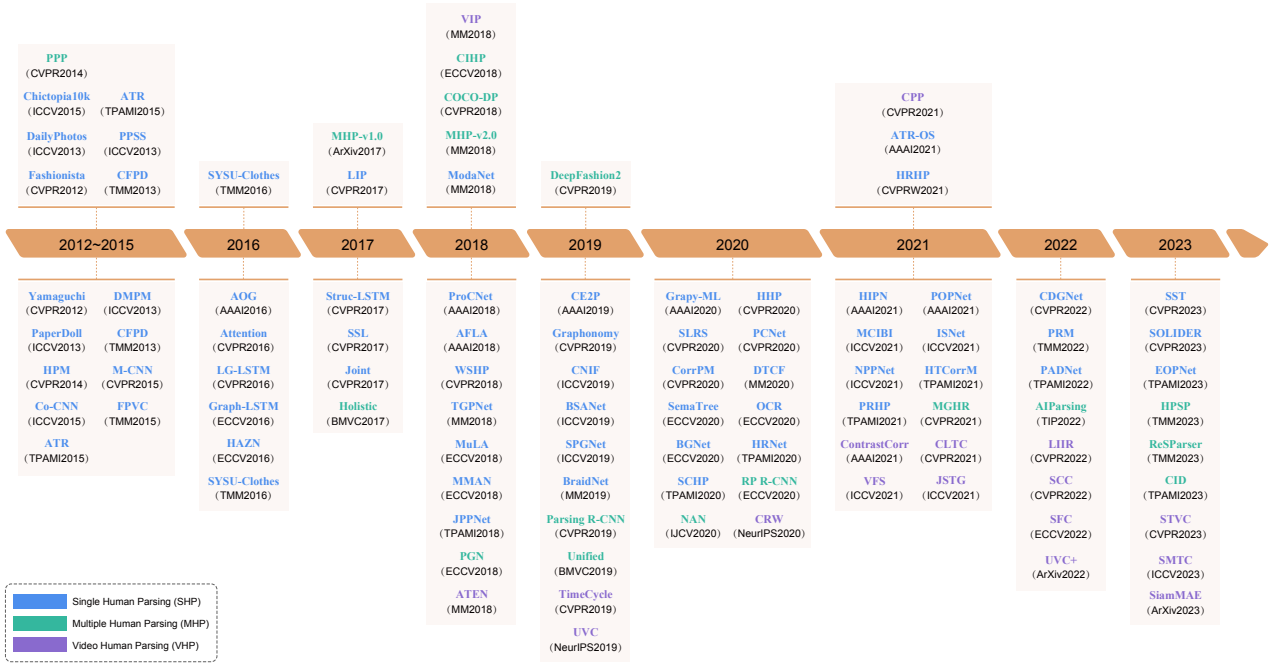 PPP
(CVPR2014)
Chictopia10k ATR
(ICCV2015) (TPAMI2015)
DailyPhotos PPSS
(ICCV2013) (ICCV2013)
Fashionista CFPD
(CVPR2012) (TMM2013)
SYSU-Clothes
(TMM2016)
MHP-v1.0
(ArXiv2017)
LIP
(CVPR2017)
VIP
(MM2018)
CIHP
(ECCV2018)
COCO-DP
(CVPR2018)
MHP-v2.0
(MM2018)
ModaNet
(MM2018)
DeepFashion2
(CVPR2019)
CPP
(CVPR2021)
ATR-OS
(AAAI2021)
HRHP
(CVPRW2021)
2012~2015 2016 2017 2018 2019 2020 2021 2022 2023
Yamaguchi DMPM
(CVPR2012) (ICCV2013)
PaperDoll CFPD
(ICCV2013) (TMM2013)
HPM M-CNN
(CVPR2014) (CVPR2015)
Co-CNN FPVC
(ICCV2015) (TMM2015)
ATR
(TPAMI2015)
AOG
(AAAI2016)
Attention
(CVPR2016)
LG-LSTM
(CVPR2016)
Graph-LSTM
(ECCV2016)
HAZN
(ECCV2016)
SYSU-Clothes
(TMM2016)
Struc-LSTM
(CVPR2017)
SSL
(CVPR2017)
Joint
(CVPR2017)
Holistic
(BMVC2017)
ProCNet
(AAAI2018)
AFLA
(AAAI2018)
WSHP
(CVPR2018)
TGPNet
(MM2018)
MuLA
(ECCV2018)
MMAN
(ECCV2018)
JPPNet
(TPAMI2018)
PGN
(ECCV2018)
ATEN
(MM2018)
CE2P
(AAAI2019)
Graphonomy
(CVPR2019)
CNIF
(ICCV2019)
BSANet
(ICCV2019)
SPGNet
(ICCV2019)
BraidNet
(MM2019)
Parsing R-CNN
(CVPR2019)
Unified
(BMVC2019)
TimeCycle
(CVPR2019)
UVC
(NeurIPS2019)
Grapy-ML HHP
(AAAI2020) (CVPR2020)
SLRS PCNet
(CVPR2020) (CVPR2020)
CorrPM DTCF
(CVPR2020) (MM2020)
SemaTree OCR
(ECCV2020) (ECCV2020)
BGNet HRNet
(ECCV2020) (TPAMI2020)
SCHP RP R-CNN
(TPAMI2020) (ECCV2020)
NAN CRW
(IJCV2020) (NeurIPS2020)
HIPN POPNet
(AAAI2021) (AAAI2021)
MCIBI ISNet
(ICCV2021) (ICCV2021)
NPPNet HTCorrM
(ICCV2021) (TPAMI2021)
PRHP MGHR
(TPAMI2021) (CVPR2021)
ContrastCorr CLTC
(AAAI2021) (CVPR2021)
VFS JSTG
(ICCV2021) (ICCV2021)
CDGNet
(CVPR2022)
PRM
(TMM2022)
PADNet
(TPAMI2022)
AIParsing
(TIP2022)
LIIR
(CVPR2022)
SCC
(CVPR2022)
SFC
(ECCV2022)
UVC+
(ArXiv2022)
SST
(CVPR2023)
SOLIDER
(CVPR2023)
EOPNet
(TPAMI2023)
HPSP
(TMM2023)
ReSParser
(TMM2023)
CID
(TPAMI2023)
STVC
(CVPR2023)
SMTC
(ICCV2023)
SiamMAE
(ArXiv2023)
Single Human Parsing (SHP)
Multiple Human Parsing (MHP)
Video Human Parsing (VHP)